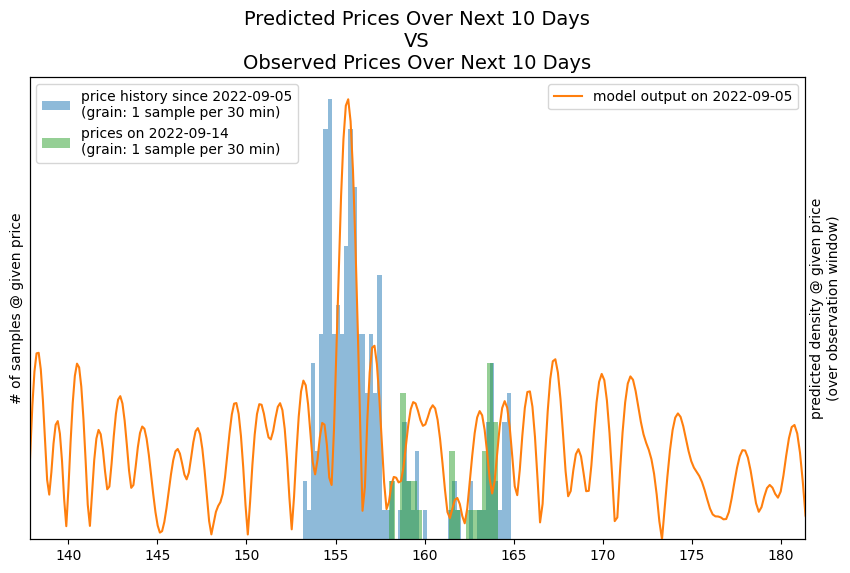 Predicted Prices Over Next 10 Days
VS
Observed Prices Over Next 10 Days
price history since 2022-09-05
(grain: 1 sample per 30 min)
prices on 2022-09-14
(grain: 1 sample per 30 min)
model output on 2022-09-05
# of samples @ given price
predicted density @ given price
(over observation window)
140 145 150 155 160 165 170 175 180